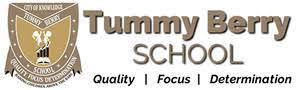 CITY OF KNOWLEDGE
TUMMY BERRY
SCHOOL
QUALITY FOCUS DETERMINATION
Tummy Berry
SCHOOL
Quality | Focus | Determination